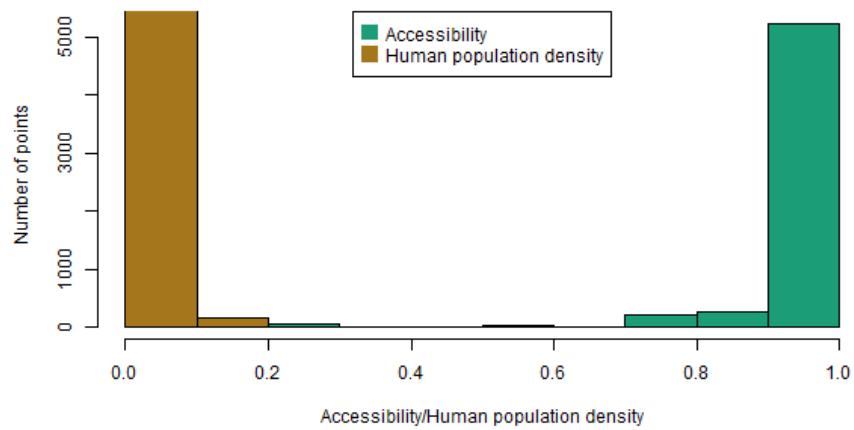 Accessibility
Human population density
Number of points
5000
3000
1000
0
0.0 0.2 0.4 0.6 0.8 1.0
Accessibility/Human population density